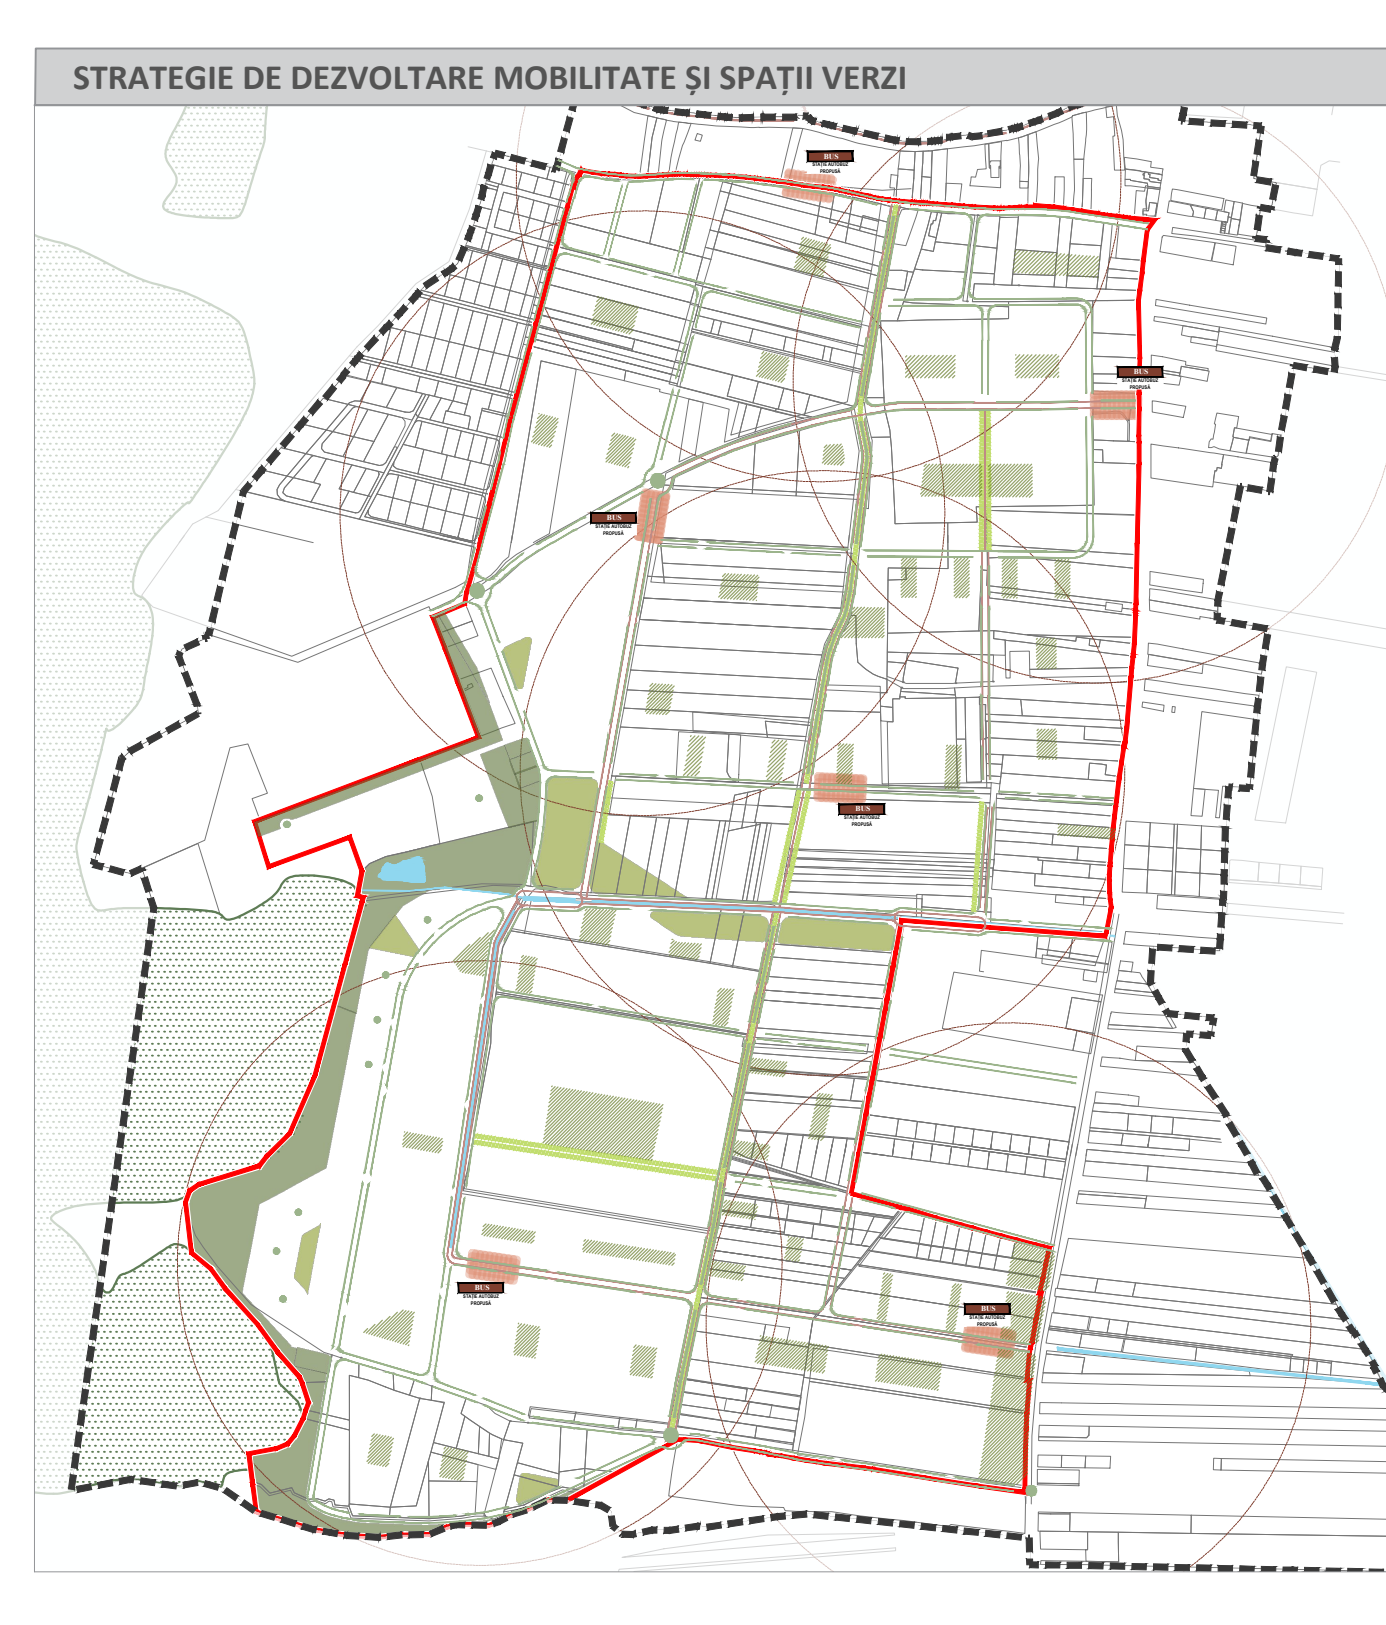 STRATEGIE DE DEZVOLTARE MOBILITATE ȘI SPAȚII VERZI
BUS
STAȚIE AUTOBUZ
PROPUSĂ
BUS
STAȚIE AUTOBUZ
PROPUSĂ
BUS
STAȚIE AUTOBUZ
PROPUSĂ
BUS
STAȚIE AUTOBUZ
PROPUSĂ
BUS
STAȚIE AUTOBUZ
PROPUSĂ
BUS
STAȚIE AUTOBUZ
PROPUSĂ